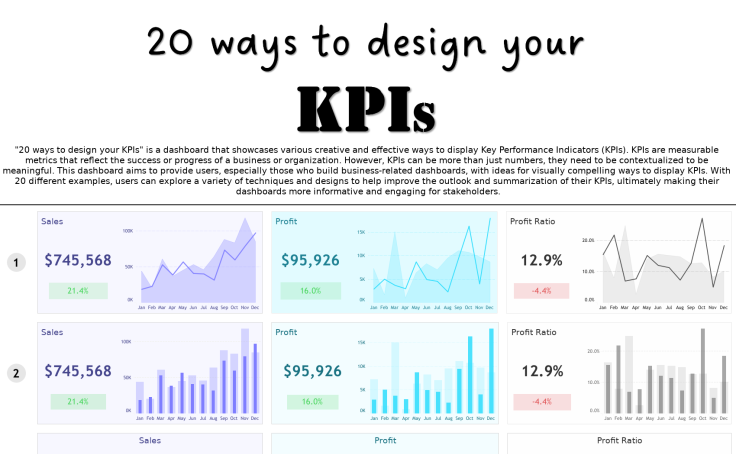 20 ways to design your
KPIs
"20 ways to design your KPIs" is a dashboard that showcases various creative and effective ways to display Key Performance Indicators (KPIs). KPIs are measurable
metrics that reflect the success or progress of a business or organization. However, KPIs can be more than just numbers, they need to be contextualized to be
meaningful. This dashboard aims to provide users, especially those who build business-related dashboards, with ideas for visually compelling ways to display KPIs. With
20 different examples, users can explore a variety of techniques and designs to help improve the outlook and summarization of their KPIs, ultimately making their
dashboards more informative and engaging for stakeholders.
1
Sales
$745,568
21.4%
100K
50K
0K
Jan Feb Mar Apr May Jun Jul Aug Sep Oct Nov Dec
Profit
$95,926
16.0%
15K
10K
5K
0K
Jan Feb Mar Apr May Jun Jul Aug Sep Oct Nov Dec
Profit Ratio
12.9%
-4.4%
20.0%
10.0%
0.0%
Jan Feb Mar Apr May Jun Jul Aug Sep Oct Nov Dec
2
Sales
$745,568
21.4%
100K
50K
0K
Jan Feb Mar Apr May Jun Jul Aug Sep Oct Nov Dec
Profit
$95,926
16.0%
15K
10K
5K
0K
Jan Feb Mar Apr May Jun Jul Aug Sep Oct Nov Dec
Profit Ratio
12.9%
-4.4%
20.0%
10.0%
0.0%
Jan Feb Mar Apr May Jun Jul Aug Sep Oct Nov Dec
Sales
Profit
Profit Ratio